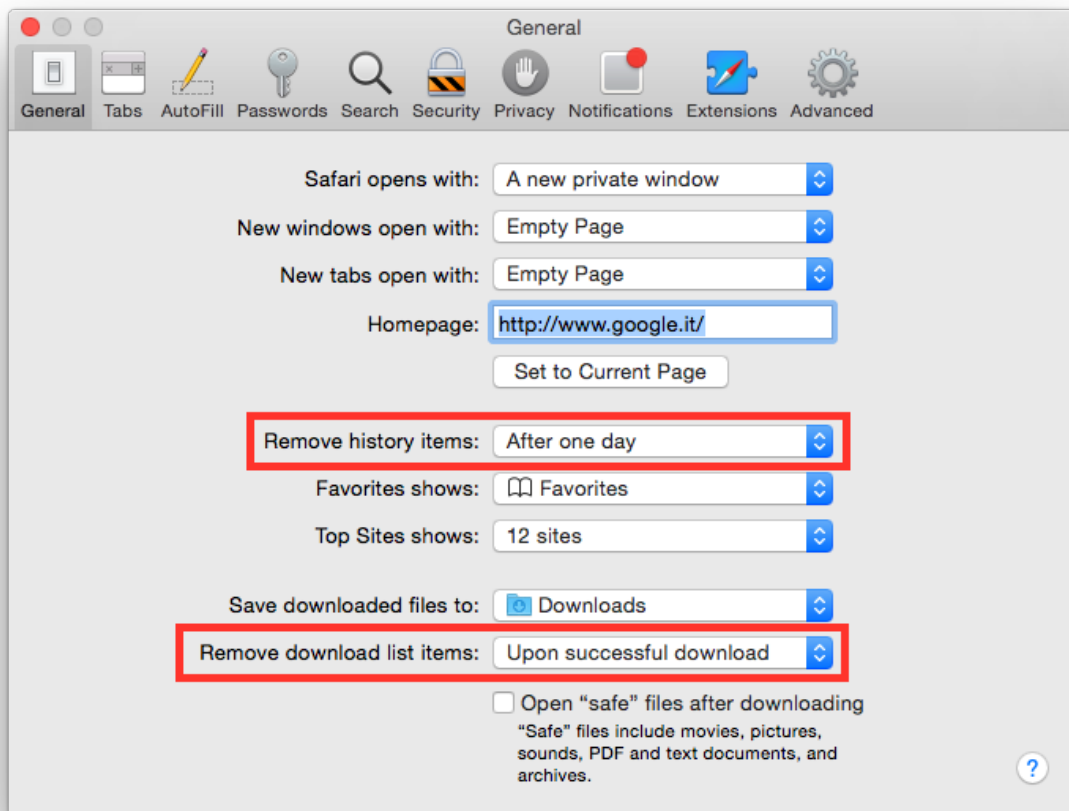 General
General Tabs AutoFill Passwords Search Security Privacy Notifications Extensions Advanced
Safari opens with: A new private window
New windows open with: Empty Page
New tabs open with: Empty Page
Homepage: http://www.google.it/
Set to Current Page
Remove history items: After one day
Favorites shows: Favorites
Top Sites shows: 12 sites
Save downloaded files to: Downloads
Remove download list items: Upon successful download
Open “safe” files after downloading
“Safe” files include movies, pictures,
sounds, PDF and text documents, and
archives.
?